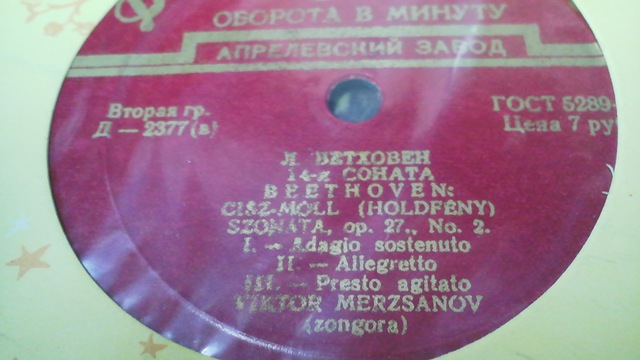 ОБОРОТА В МИНУТУ
АПРЕЛЕВСКИЙ ЗАВОД
Вторая гр.
Д — 2377(а)
ГОСТ 5289-
Цена 7 ру
Л. БЕТХОВЕН
14-я СОНАТА
BEETHOVEN:
CISZ-MOLL (HOLDFÉNY)
SZONÁTA, op. 27., No. 2.
I. — Adagio sostenuto
II — Allegretto
III. — Presto agitato
VIKTOR MERZSANOV
(zongora)